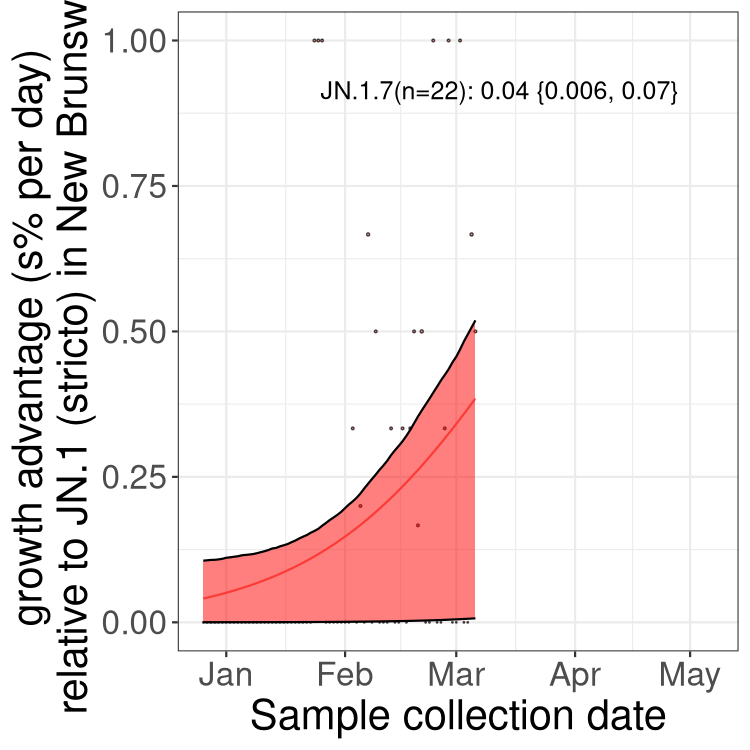 growth advantage (s% per day)
relative to JN.1 (stricto) in New Brunsw
1.00
0.75
0.50
0.25
0.00
JN.1.7(n=22): 0.04 {0.006, 0.07}
Jan Feb Mar Apr May
Sample collection date